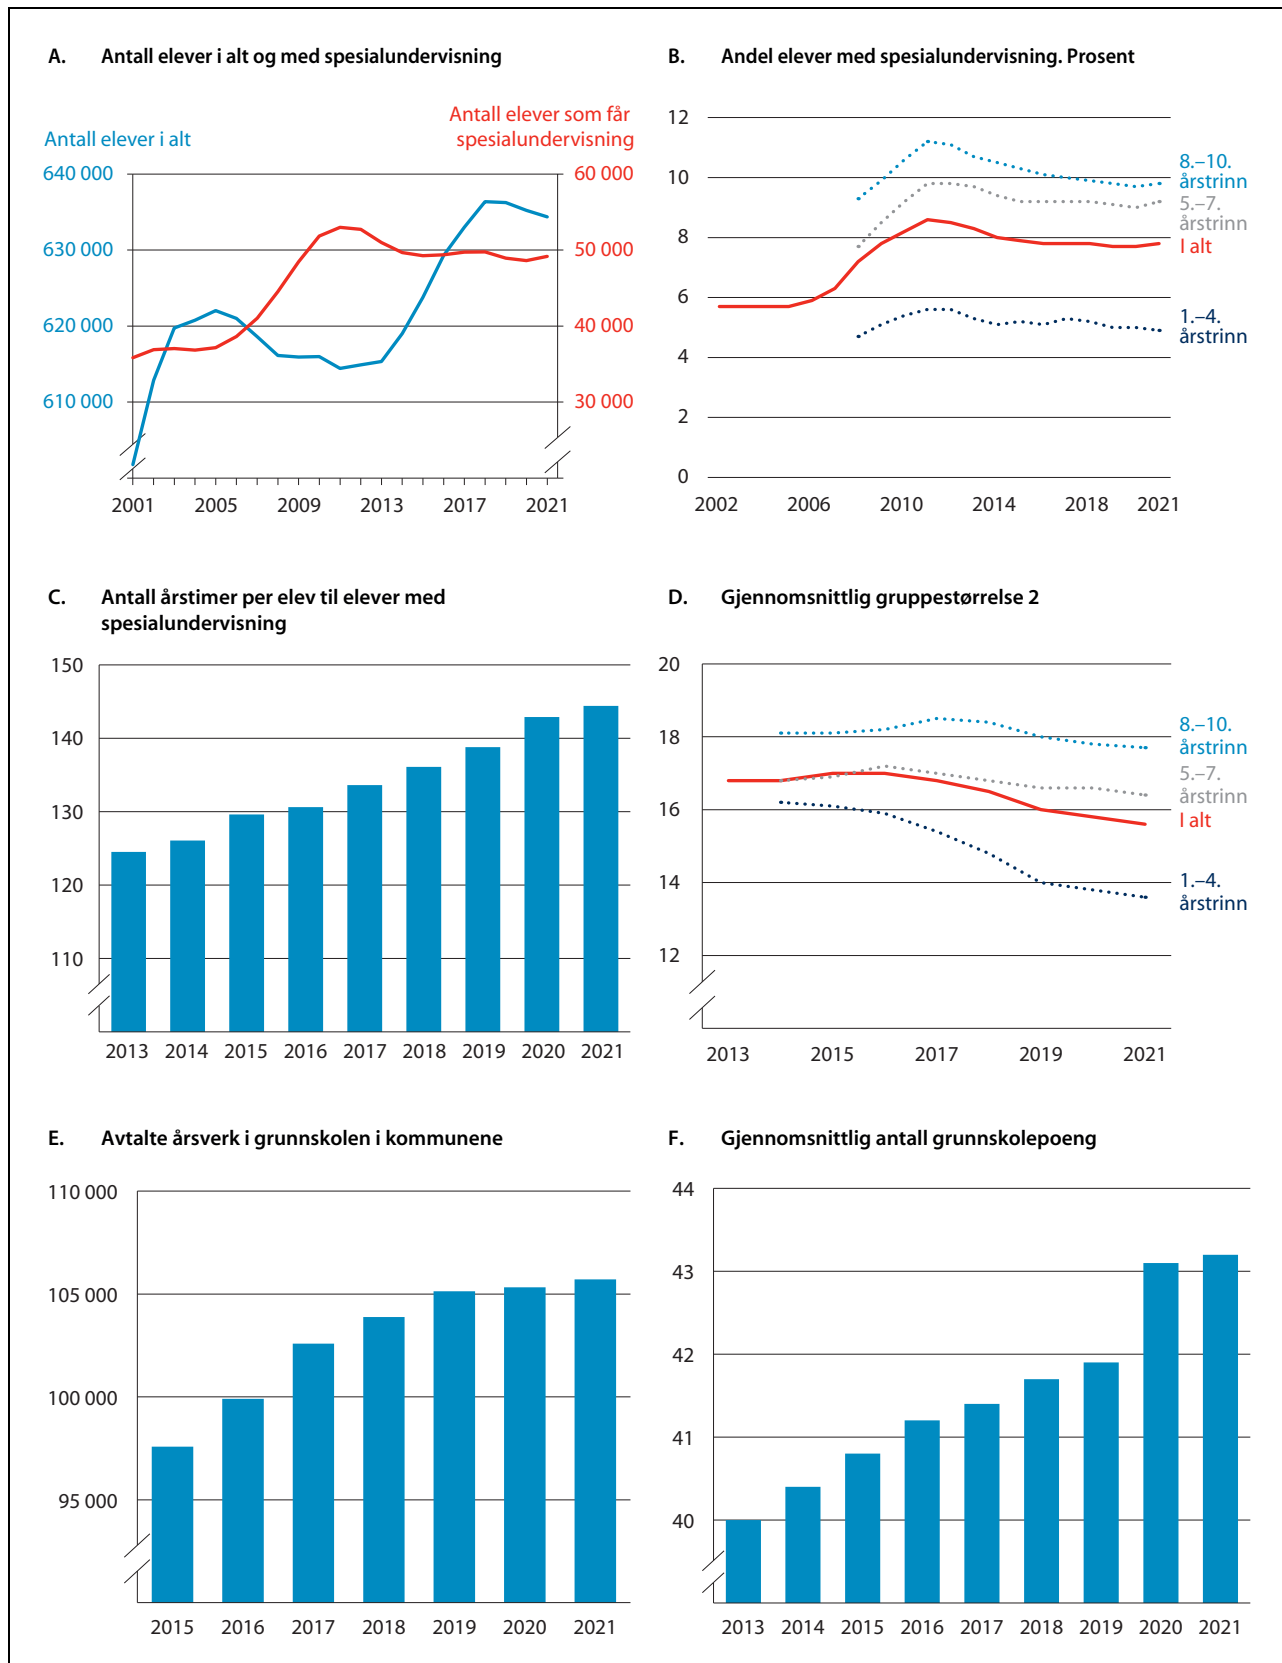 A. Antall elever i alt og med spesialundervisning
Antall elever i alt
Antall elever som får
spesialundervisning
640 000
630 000
620 000
610 000
60 000
50 000
40 000
30 000
2001 2005 2009 2013 2017 2021
B. Andel elever med spesialundervisning. Prosent
12
10
8
6
4
2
0
8.–10.
årstrinn
5.–7.
årstrinn
I alt
1.–4.
årstrinn
2002 2006 2010 2014 2018 2021
C. Antall årstimer per elev til elever med
spesialundervisning
150
140
130
120
110
2013 2014 2015 2016 2017 2018 2019 2020 2021
D. Gjennomsnittlig gruppestørrelse 2
20
18
16
14
12
8.–10.
årstrinn
5.–7.
årstrinn
I alt
1.–4.
årstrinn
2013 2015 2017 2019 2021
E. Avtalte årsverk i grunnskolen i kommunene
110 000
105 000
100 000
95 000
2015 2016 2017 2018 2019 2020 2021
F. Gjennomsnittlig antall grunnskolepoeng
44
43
42
41
40
2013 2014 2015 2016 2017 2018 2019 2020 2021